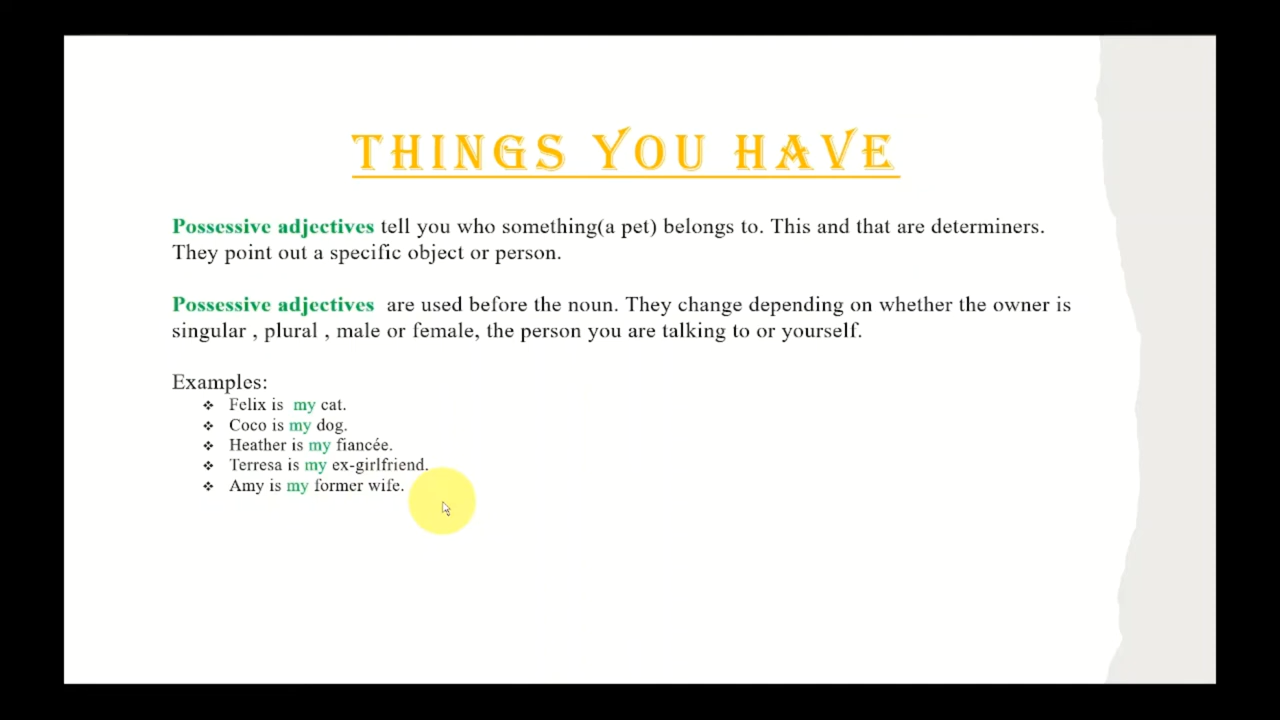 THINGS YOU HAVE
Possessive adjectives tell you who something(a pet) belongs to. This and that are determiners.
They point out a specific object or person.
Possessive adjectives are used before the noun. They change depending on whether the owner is
singular , plural , male or female, the person you are talking to or yourself.
Examples:
❖ Felix is my cat.
❖ Coco is my dog.
❖ Heather is my fiancée.
❖ Terresa is my ex-girlfriend.
❖ Amy is my former wife.